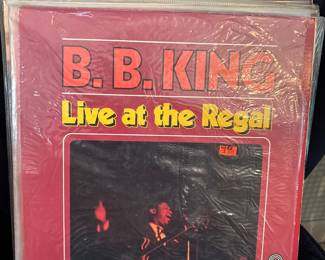 B. B. KING
Live at the Regal